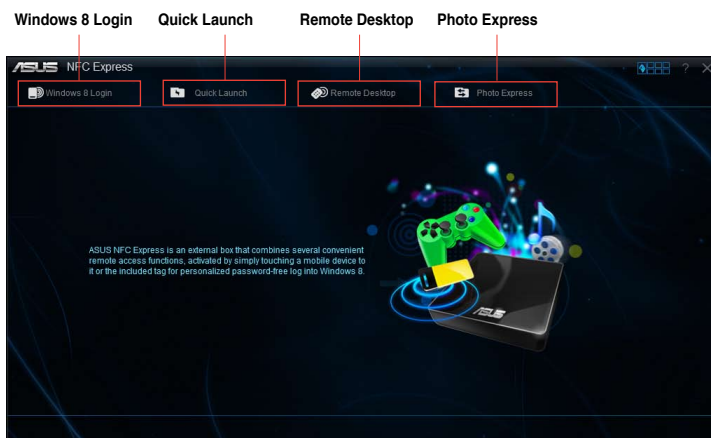 Windows 8 Login Quick Launch Remote Desktop Photo Express
ASUS NFC Express ? X
Windows 8 Login Quick Launch Remote Desktop Photo Express
ASUS NFC Express is an external box that combines several convenient
remote access functions, activated by simply touching a mobile device to
it or the included tag for personalized password-free log into Windows 8.
ASUS